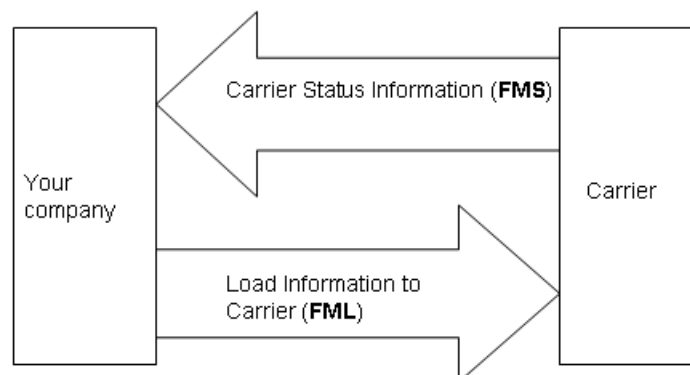 Carrier Status Information (FMS)
Your
company
Carrier
Load Information to
Carrier (FML)